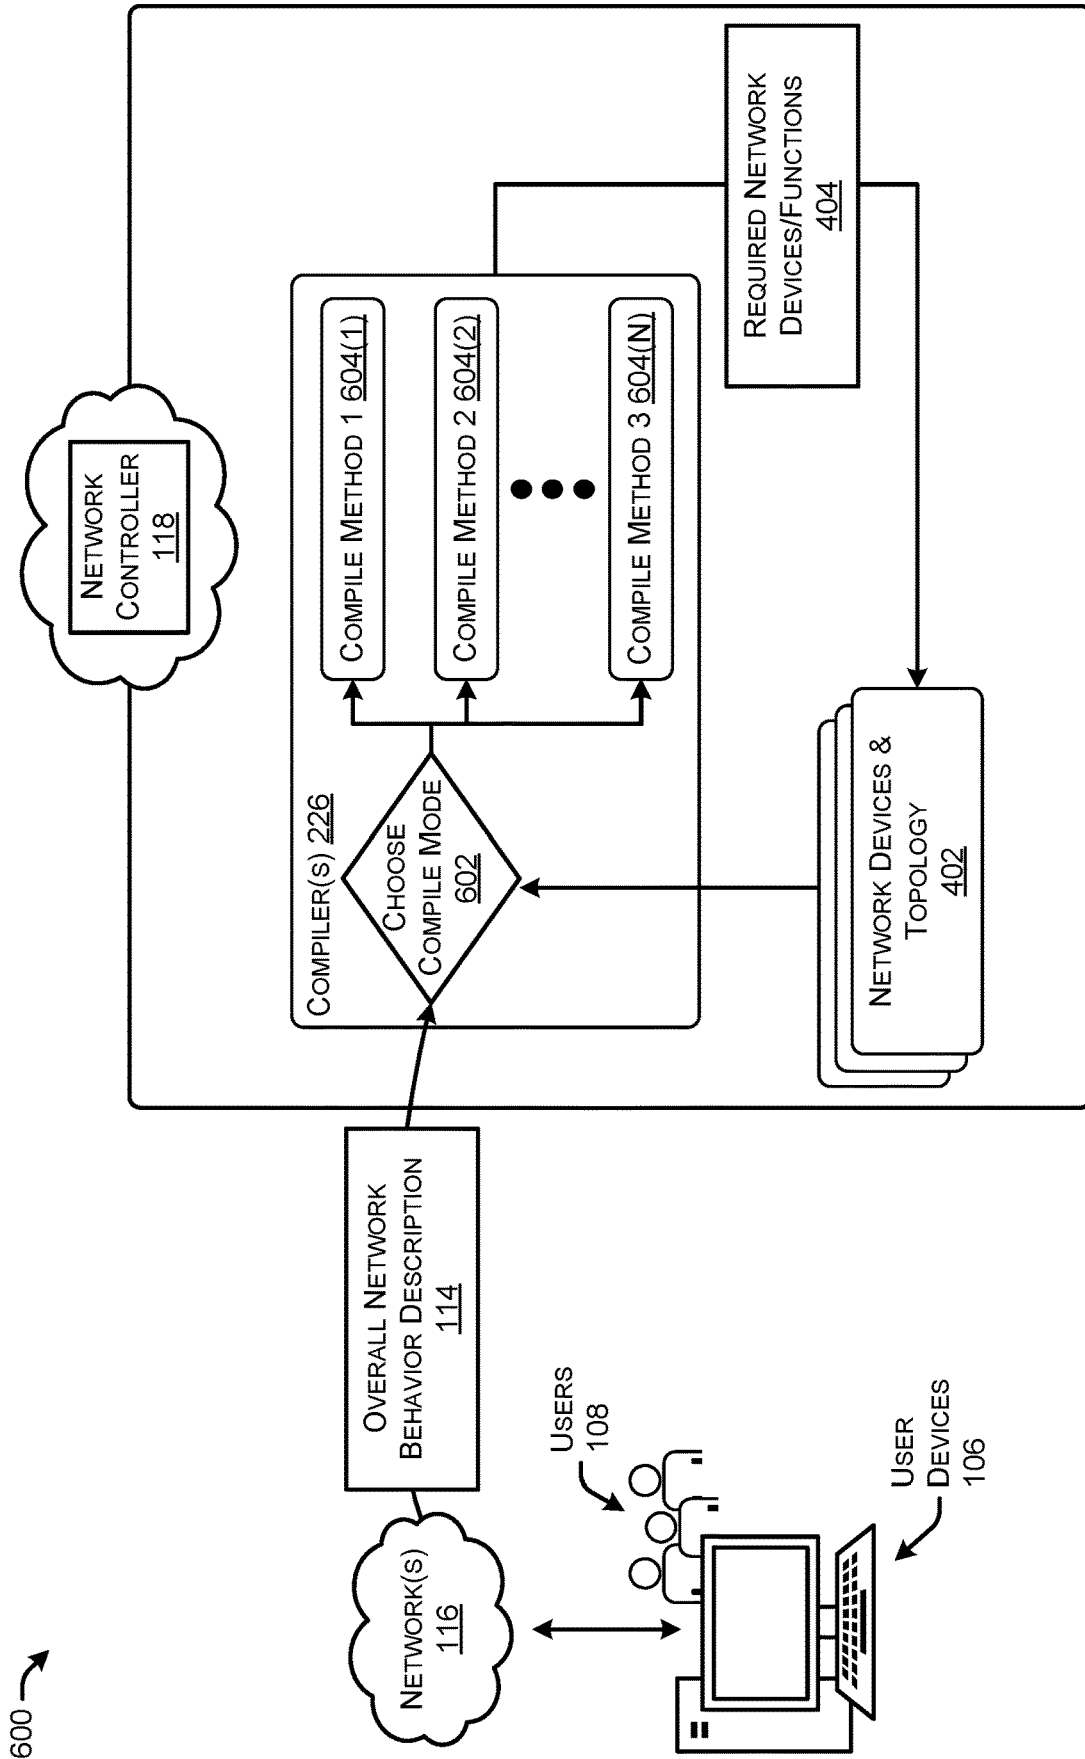 600
NETWORK
CONTROLLER
118
COMPILER(S) 226
CHOOSE
COMPILE MODE
602
COMPILE METHOD 1 604(1)
COMPILE METHOD 2 604(2)
COMPILE METHOD 3 604(N)
OVERALL NETWORK
BEHAVIOR DESCRIPTION
114
NETWORK(S)
116
USERS
108
USER
DEVICES
106
NETWORK DEVICES &
TOPOLOGY
402
REQUIRED NETWORK
DEVICES/FUNCTIONS
404